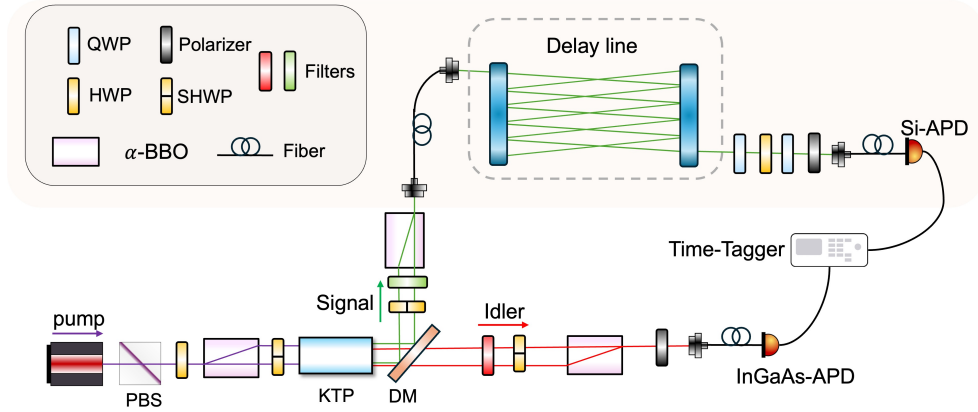 QWP
Polarizer
Filters
HWP
SHWP
α-BBO
Fiber
Delay line
Si-APD
Time-Tagger
Signal
Idler
pump
PBS
KTP
DM
InGaAs-APD